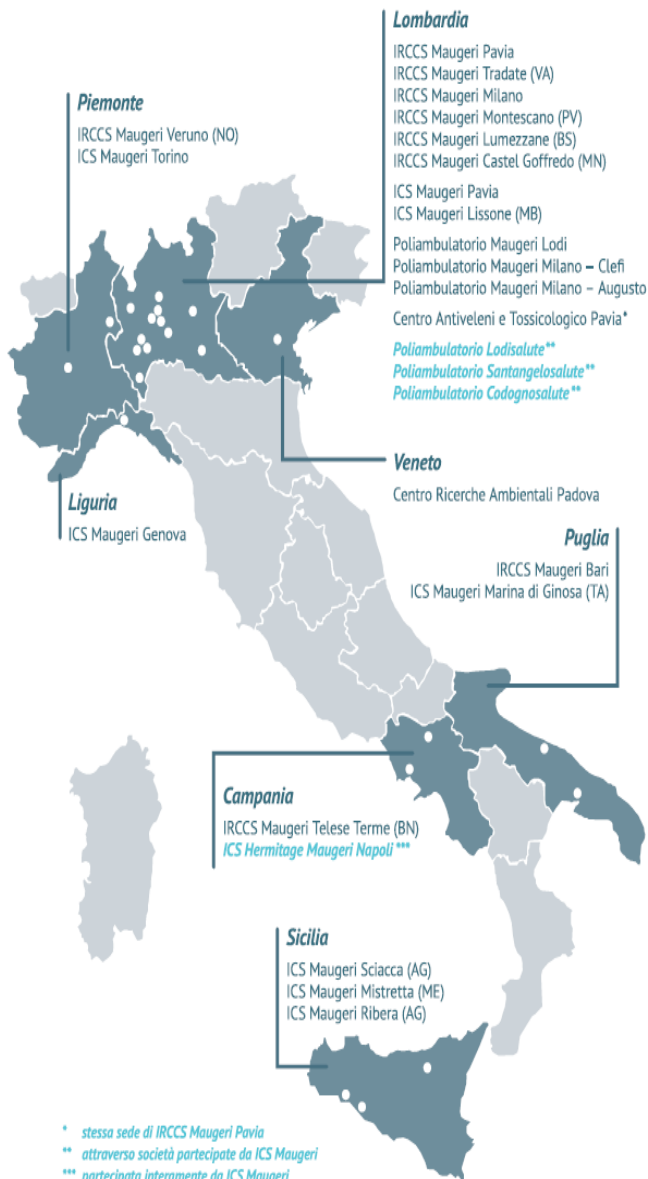 Lombardia
IRCCS Maugeri Pavia
IRCCS Maugeri Tradate (VA)
IRCCS Maugeri Milano
IRCCS Maugeri Montescano (PV)
IRCCS Maugeri Lumezzane (BS)
IRCCS Maugeri Castel Goffredo (MN)
ICS Maugeri Pavia
ICS Maugeri Lissone (MB)
Poliambulatorio Maugeri Lodi
Poliambulatorio Maugeri Milano – Clefi
Poliambulatorio Maugeri Milano – Augusto
Centro Antiveleni e Tossicologico Pavia*
Poliambulatorio Lodisalute**
Poliambulatorio Santangelosalute**
Poliambulatorio Codognosalute**
Piemonte
IRCCS Maugeri Veruno (NO)
ICS Maugeri Torino
Veneto
Centro Ricerche Ambientali Padova
Liguria
ICS Maugeri Genova
Puglia
IRCCS Maugeri Bari
ICS Maugeri Marina di Ginosa (TA)
Campania
IRCCS Maugeri Telese Terme (BN)
ICS Hermitage Maugeri Napoli ***
Sicilia
ICS Maugeri Sciacca (AG)
ICS Maugeri Mistretta (ME)
ICS Maugeri Ribera (AG)
* stessa sede di IRCCS Maugeri Pavia
** attraverso società partecipate da ICS Maugeri
*** partecipata interamente da ICS Maugeri